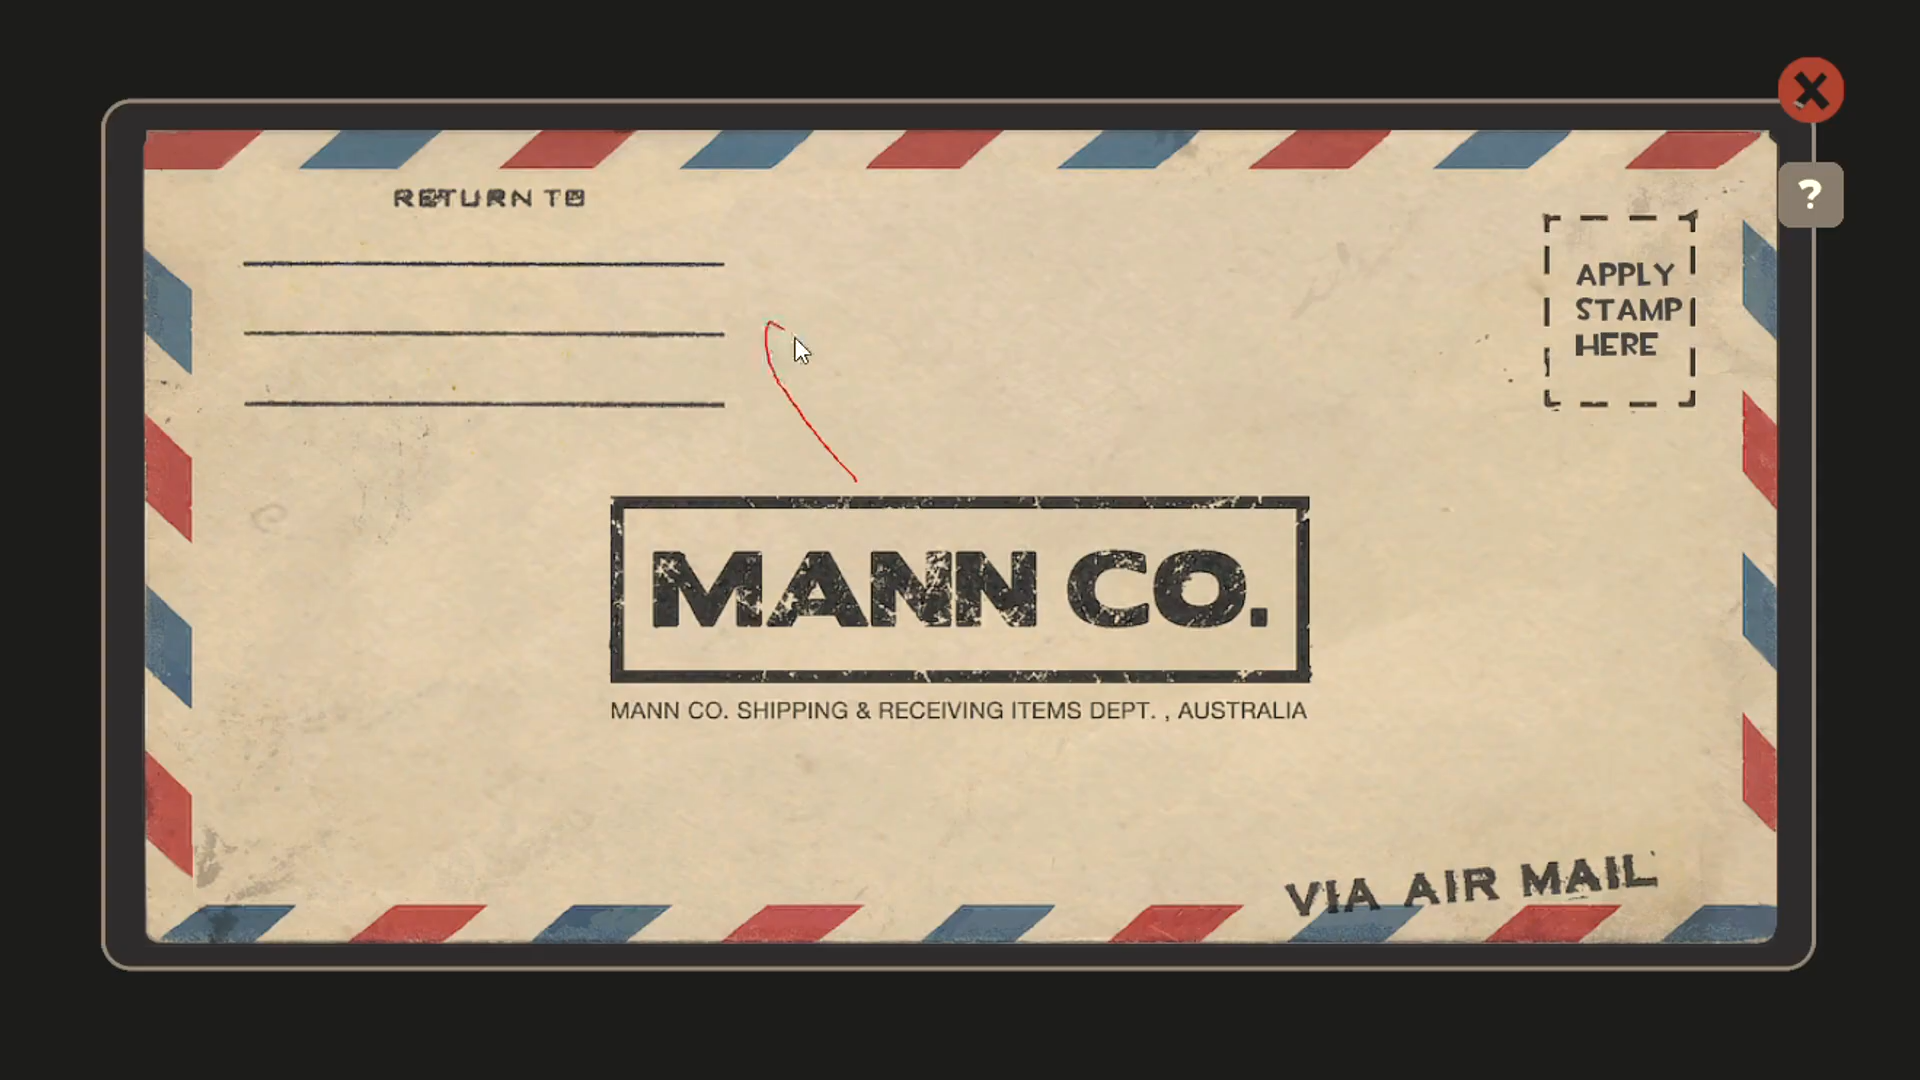 RETURN TO
APPLY
STAMP
HERE
?
MANN CO.
MANN CO. SHIPPING & RECEIVING ITEMS DEPT. , AUSTRALIA
VIA AIR MAIL